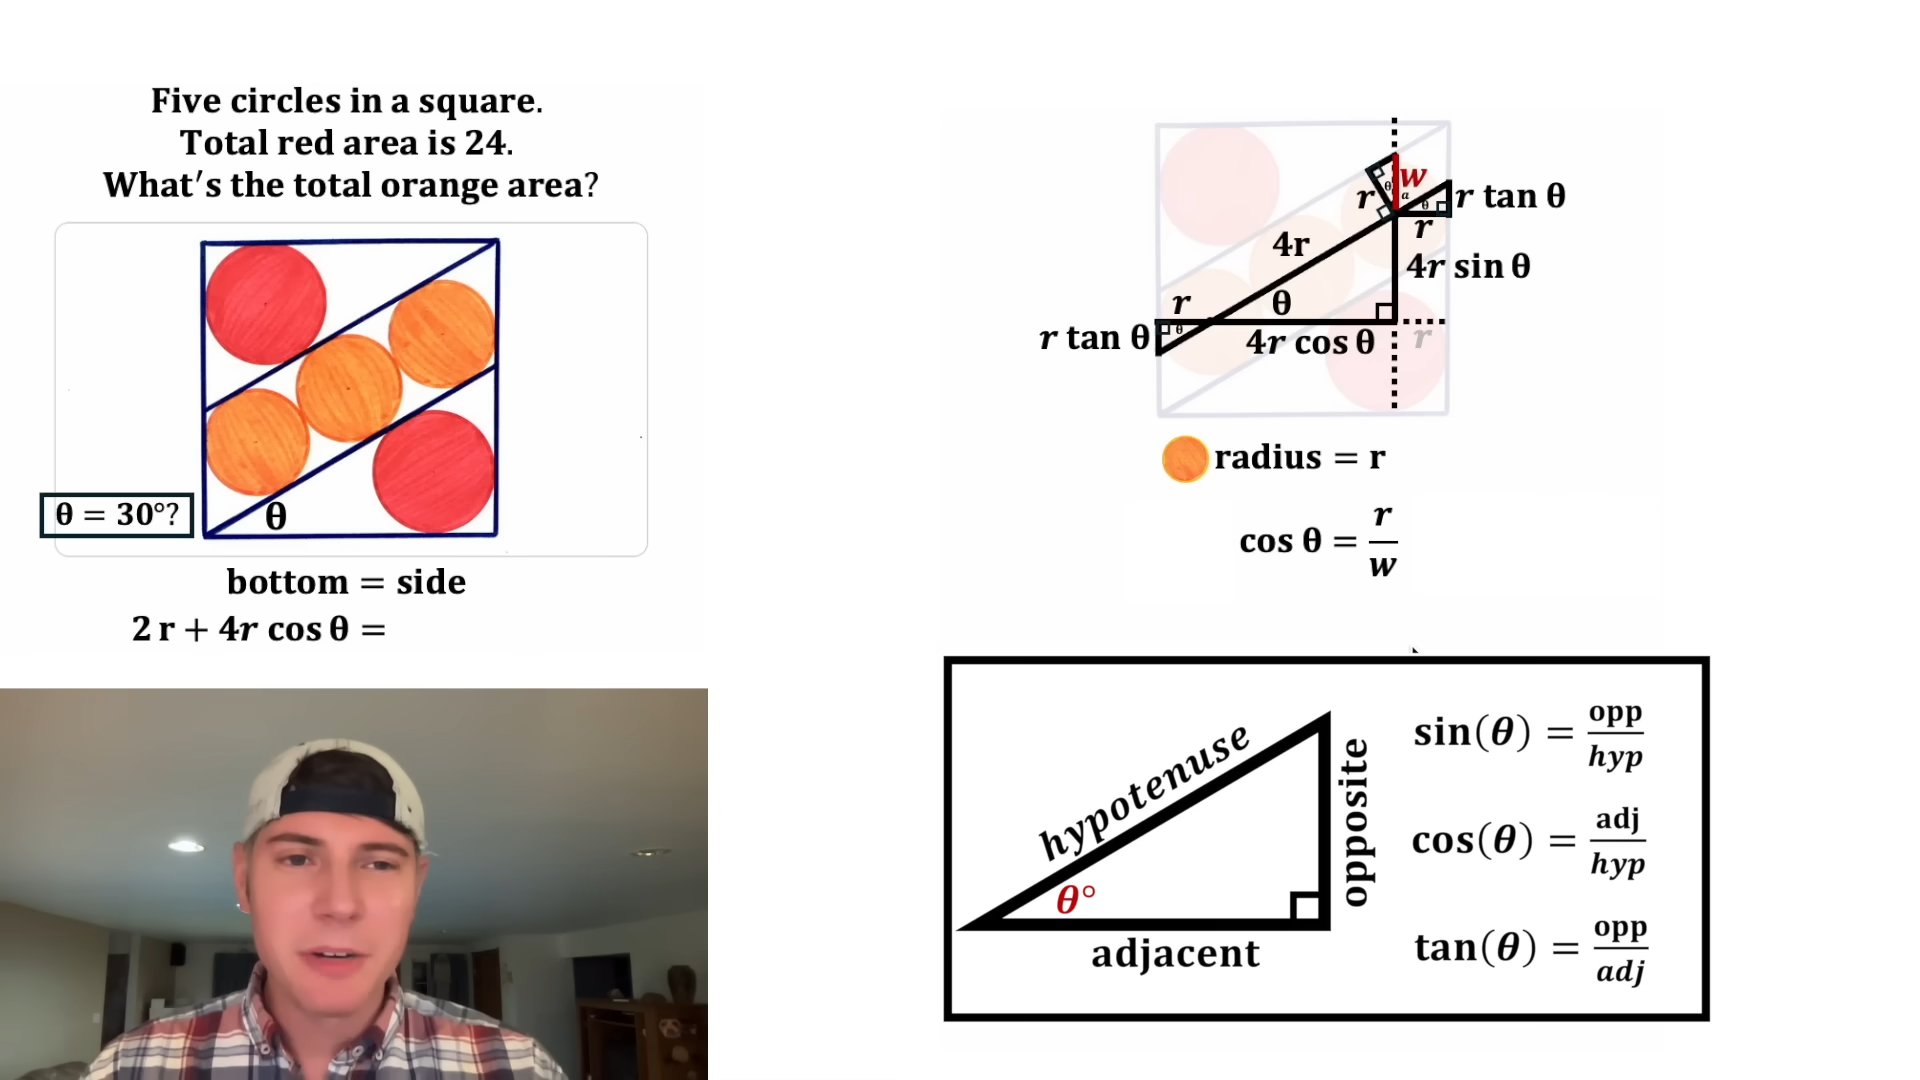 Five circles in a square.
Total red area is 24.
What's the total orange area?
θ = 30°?
θ
bottom = side
2 r + 4r cos θ =
w
θ
a
r
θ
r tan θ
r
4r
4r sin θ
r
θ
θ
r tan θ
4r cos θ
r
radius = r
cos θ = r/w
hypotenuse
opposite
θ°
adjacent
sin(θ) = opp/hyp
cos(θ) = adj/hyp
tan(θ) = opp/adj